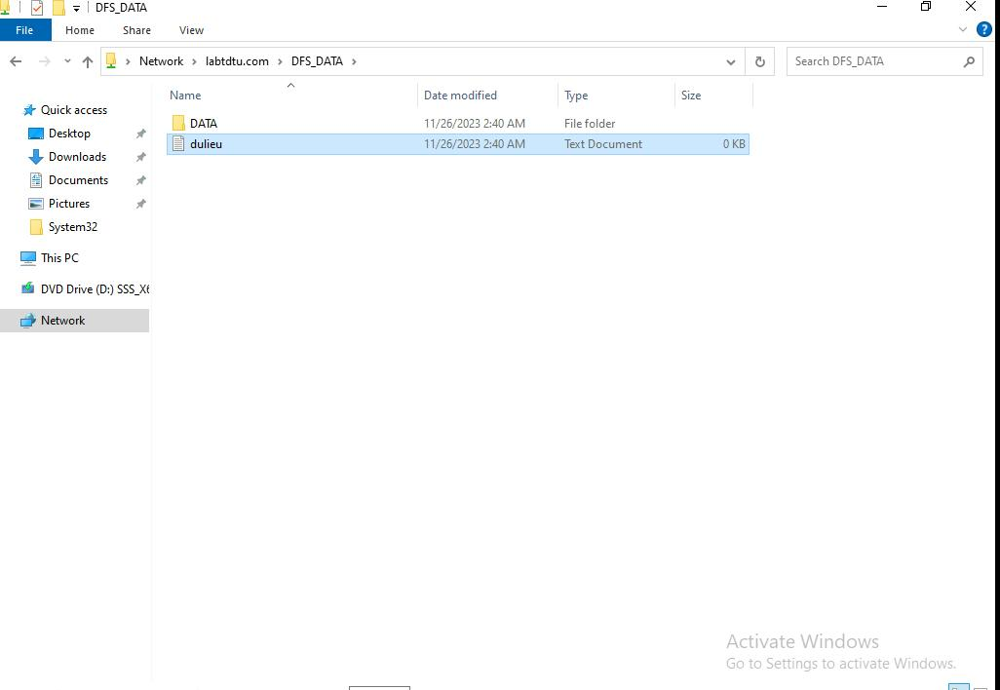 DFS_DATA
File Home Share View
Network labtdtu.com DFS_DATA Search DFS_DATA
Name Date modified Type Size
Quick access
Desktop
Downloads
Documents
Pictures
System32
This PC
DVD Drive (D:) SSS_X6
Network
DATA 11/26/2023 2:40 AM File folder
dulieu 11/26/2023 2:40 AM Text Document 0 KB
Activate Windows
Go to Settings to activate Windows.